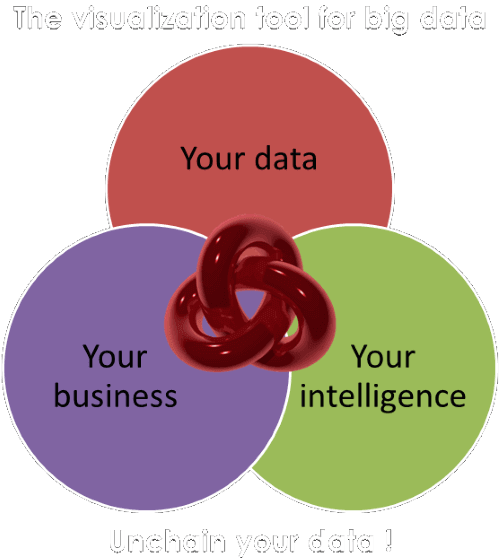 The visualization tool for big data
Your data
Your
business
Your
intelligence
Unchain your data !